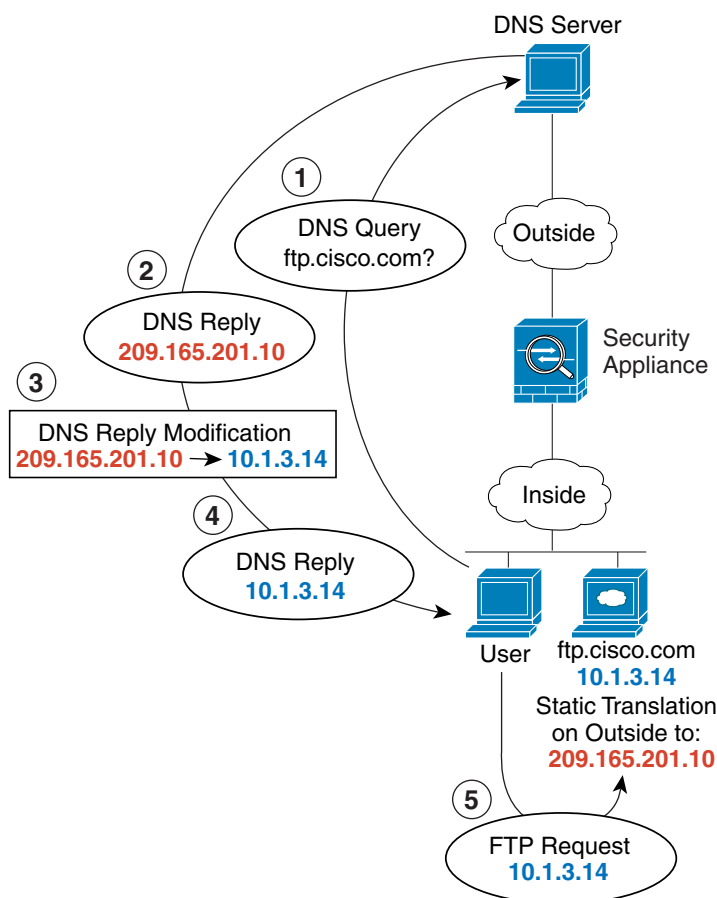 DNS Server
1
DNS Query
ftp.cisco.com?
Outside
2
DNS Reply
209.165.201.10
Security
Appliance
3
DNS Reply Modification
209.165.201.10 10.1.3.14
Inside
4
DNS Reply
10.1.3.14
User
ftp.cisco.com
10.1.3.14
Static Translation
on Outside to:
209.165.201.10
5
FTP Request
10.1.3.14